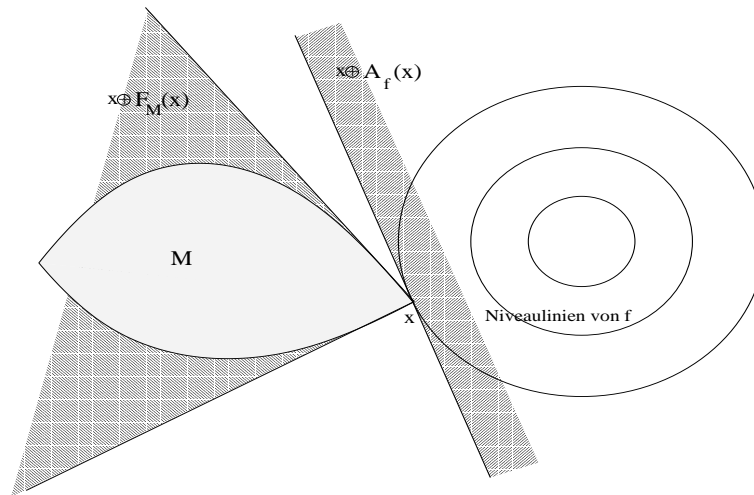 x⊕A_f(x)
x⊕F_M(x)
M
x
Niveaulinien von f